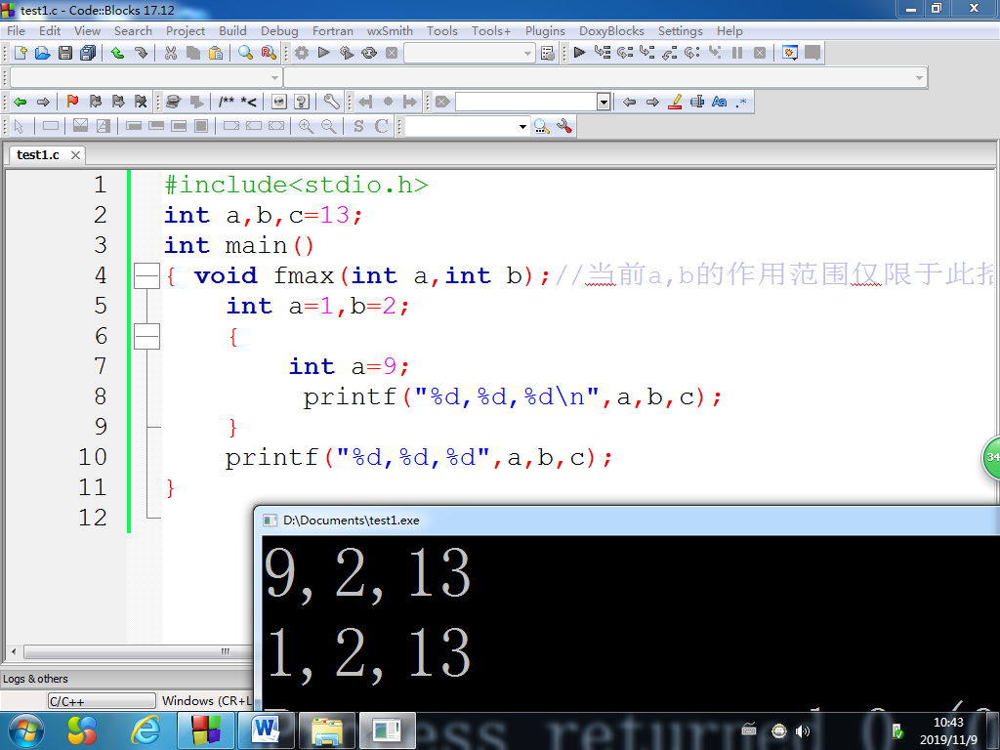 test1.c - Code::Blocks 17.12
File Edit View Search Project Build Debug Fortran wxSmith Tools Tools+ Plugins DoxyBlocks Settings Help
/** *<
S C
test1.c
1 #include<stdio.h>
2 int a,b,c=13;
3 int main()
4 { void fmax(int a,int b);//当前a,b的作用范围仅限于此
5 int a=1,b=2;
6 {
7 int a=9;
8 printf("%d,%d,%d\n",a,b,c);
9 }
10 printf("%d,%d,%d",a,b,c);
11 }
12
34
D:\Documents\test1.exe
9,2,13
1,2,13
Logs & others
C/C++ Windows (CR+L
returned 0
10:43
2019/11/9